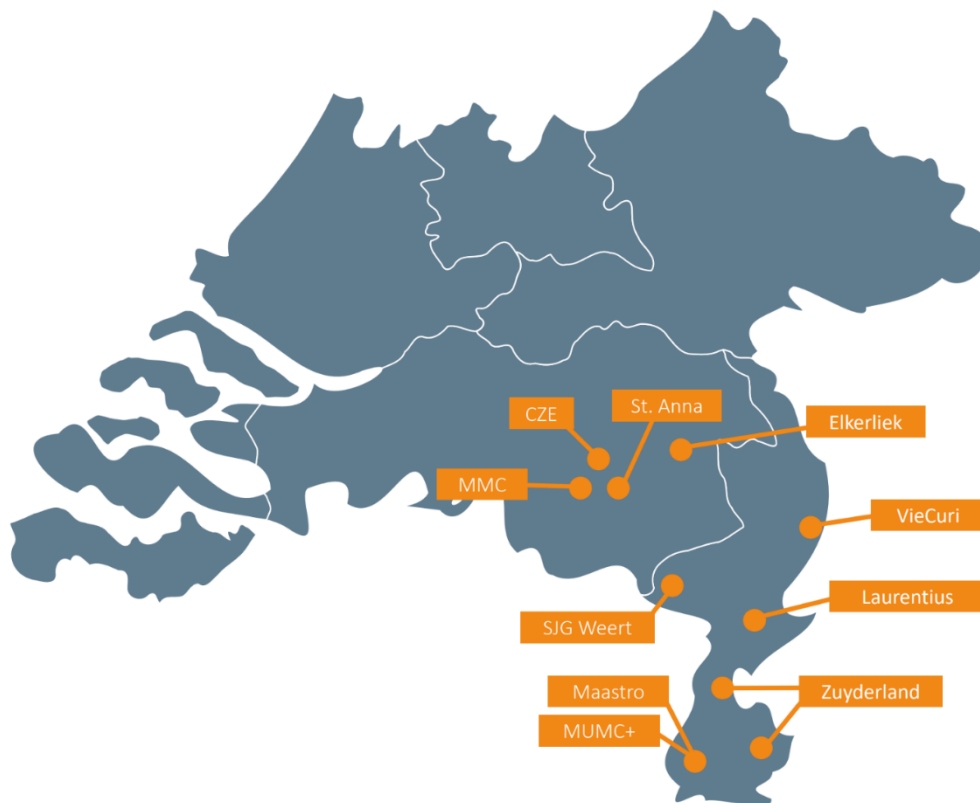 St. Anna
CZE
Elkerliek
MMC
VieCuri
Laurentius
SJG Weert
Maastro
Zuyderland
MUMC+